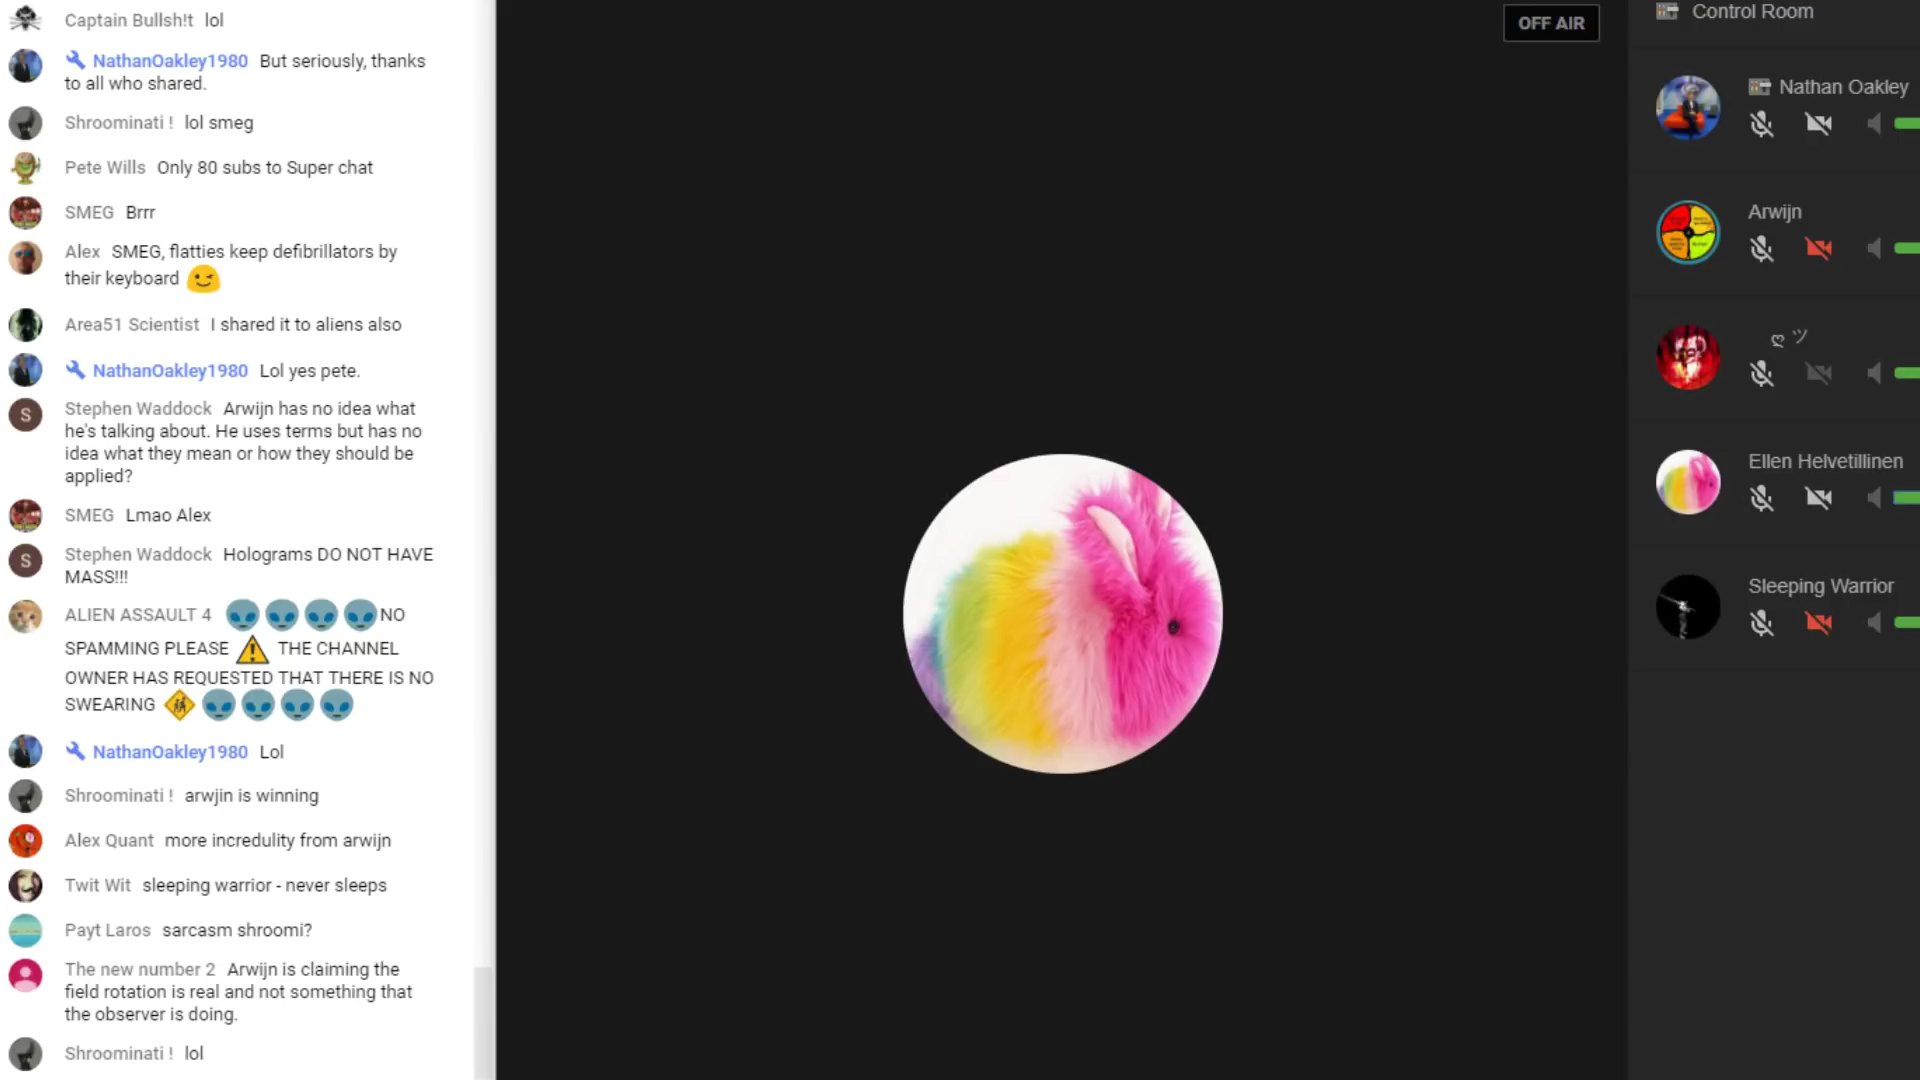 Captain Bullsh!t lol
NathanOakley1980 But seriously, thanks
to all who shared.
Shroominati ! lol smeg
Pete Wills Only 80 subs to Super chat
SMEG Brrr
Alex SMEG, flatties keep defibrillators by
their keyboard 😉
Area51 Scientist I shared it to aliens also
NathanOakley1980 Lol yes pete.
S
Stephen Waddock Arwijn has no idea what
he's talking about. He uses terms but has no
idea what they mean or how they should be
applied?
SMEG Lmao Alex
S
Stephen Waddock Holograms DO NOT HAVE
MASS!!!
ALIEN ASSAULT 4 👽👽👽👽NO
SPAMMING PLEASE ⚠ THE CHANNEL
OWNER HAS REQUESTED THAT THERE IS NO
SWEARING 🚸👽👽👽👽
NathanOakley1980 Lol
Shroominati ! arwjin is winning
Alex Quant more incredulity from arwijn
Twit Wit sleeping warrior - never sleeps
Payt Laros sarcasm shroomi?
The new number 2 Arwijn is claiming the
field rotation is real and not something that
the observer is doing.
Shroominati ! lol
OFF AIR
Control Room
Nathan Oakley
Arwijn
ღ ツ
Ellen Helvetillinen
Sleeping Warrior